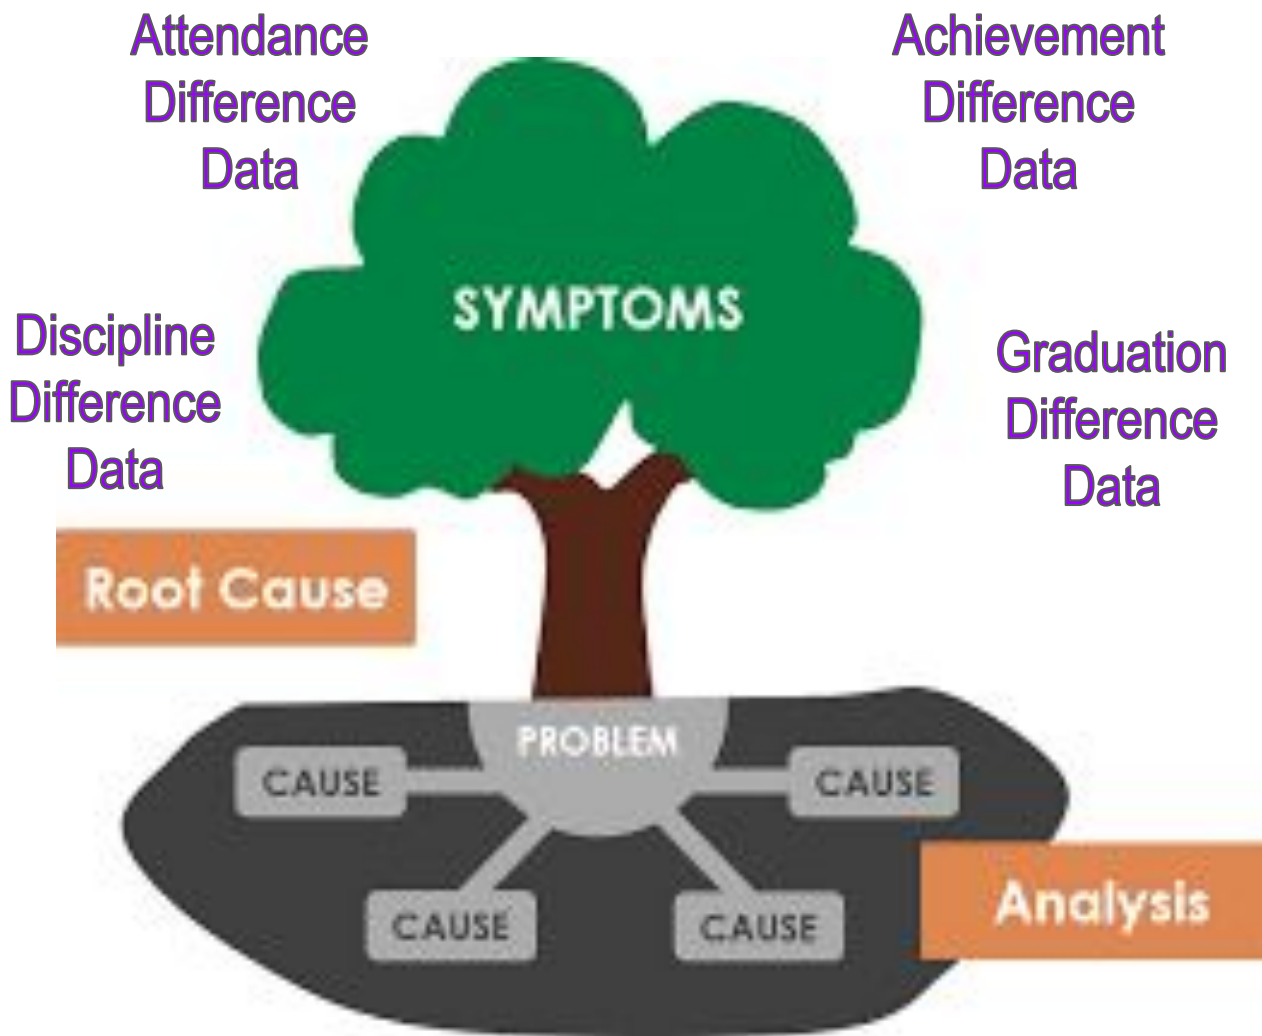 Attendance
Difference
Data
Achievement
Difference
Data
SYMPTOMS
Discipline
Difference
Data
Graduation
Difference
Data
Root Cause
PROBLEM
CAUSE
CAUSE
CAUSE
CAUSE
Analysis